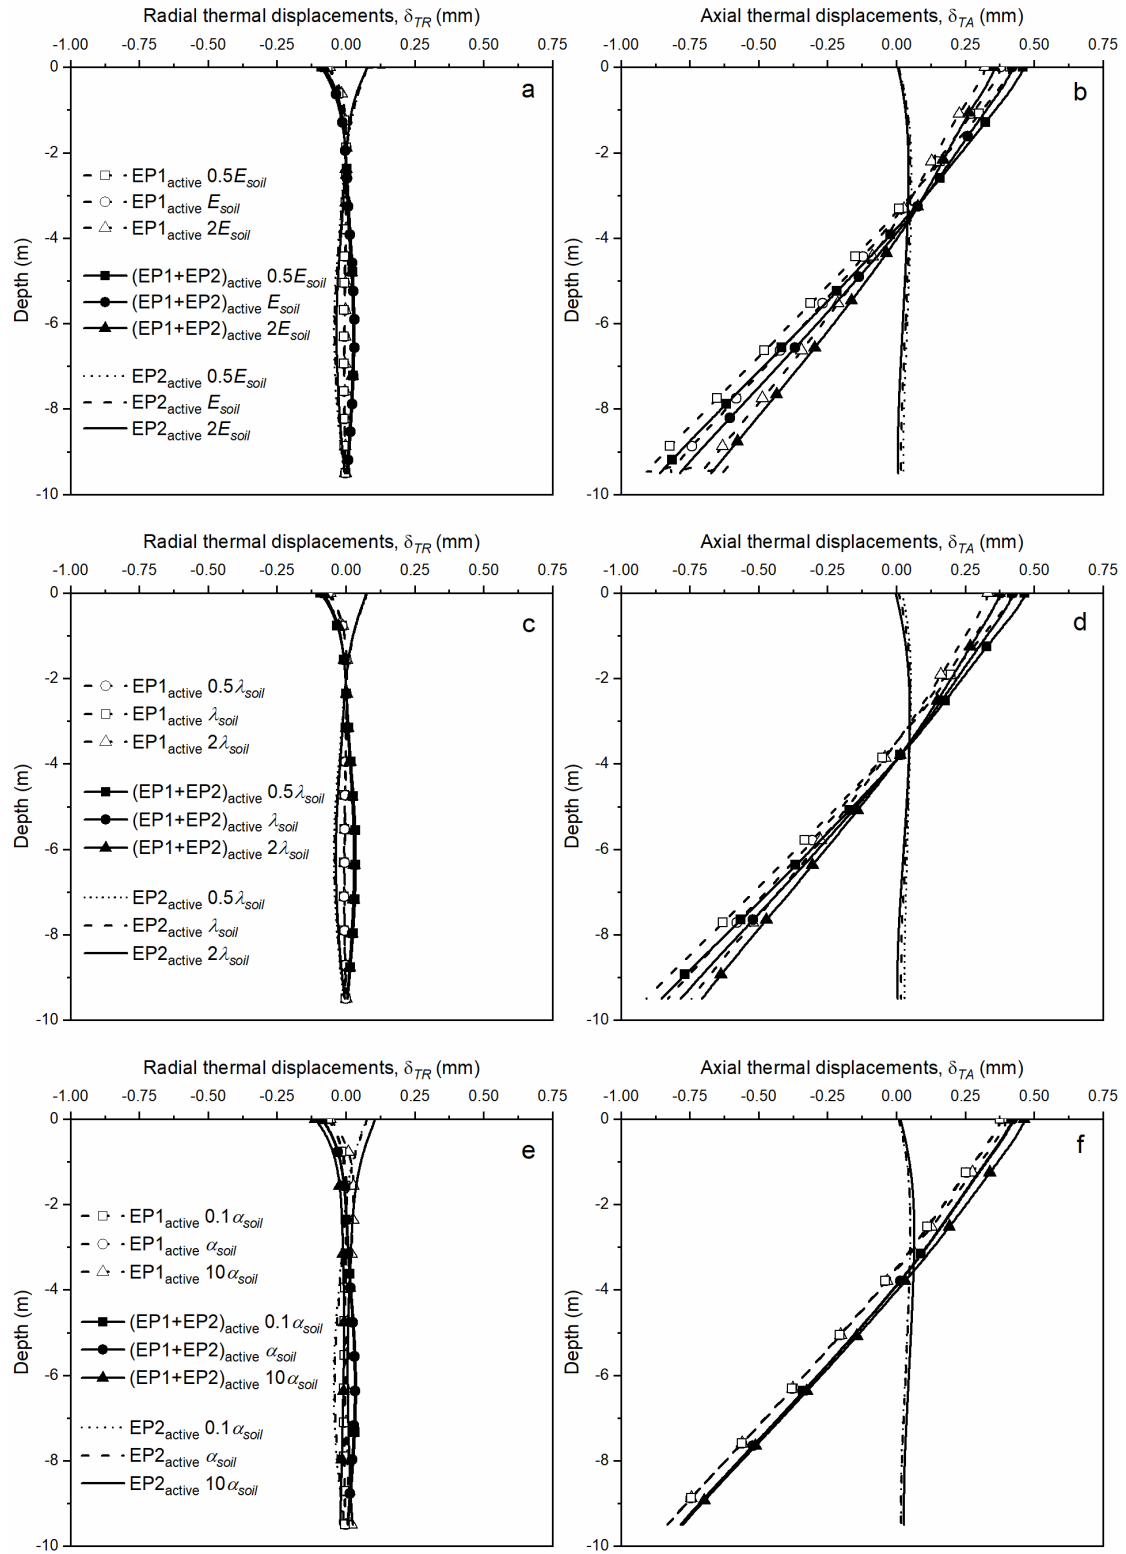 Radial thermal displacements, δTR (mm)
Axial thermal displacements, δTA (mm)
-1.00 -0.75 -0.50 -0.25 0.00 0.25 0.50 0.75
-1.00 -0.75 -0.50 -0.25 0.00 0.25 0.50 0.75
0
-2
-4
-6
-8
-10
Depth (m)
a
EP1active 0.5Esoil
EP1active Esoil
EP1active 2Esoil
(EP1+EP2)active 0.5Esoil
(EP1+EP2)active Esoil
(EP1+EP2)active 2Esoil
EP2active 0.5Esoil
EP2active Esoil
EP2active 2Esoil
0
-2
-4
-6
-8
-10
Depth (m)
b
Radial thermal displacements, δTR (mm)
Axial thermal displacements, δTA (mm)
-1.00 -0.75 -0.50 -0.25 0.00 0.25 0.50 0.75
-1.00 -0.75 -0.50 -0.25 0.00 0.25 0.50 0.75
0
-2
-4
-6
-8
-10
Depth (m)
c
EP1active 0.5λsoil
EP1active λsoil
EP1active 2λsoil
(EP1+EP2)active 0.5λsoil
(EP1+EP2)active λsoil
(EP1+EP2)active 2λsoil
EP2active 0.5λsoil
EP2active λsoil
EP2active 2λsoil
0
-2
-4
-6
-8
-10
Depth (m)
d
Radial thermal displacements, δTR (mm)
Axial thermal displacements, δTA (mm)
-1.00 -0.75 -0.50 -0.25 0.00 0.25 0.50 0.75
-1.00 -0.75 -0.50 -0.25 0.00 0.25 0.50 0.75
0
-2
-4
-6
-8
-10
Depth (m)
e
EP1active 0.1αsoil
EP1active αsoil
EP1active 10αsoil
(EP1+EP2)active 0.1αsoil
(EP1+EP2)active αsoil
(EP1+EP2)active 10αsoil
EP2active 0.1αsoil
EP2active αsoil
EP2active 10αsoil
0
-2
-4
-6
-8
-10
Depth (m)
f